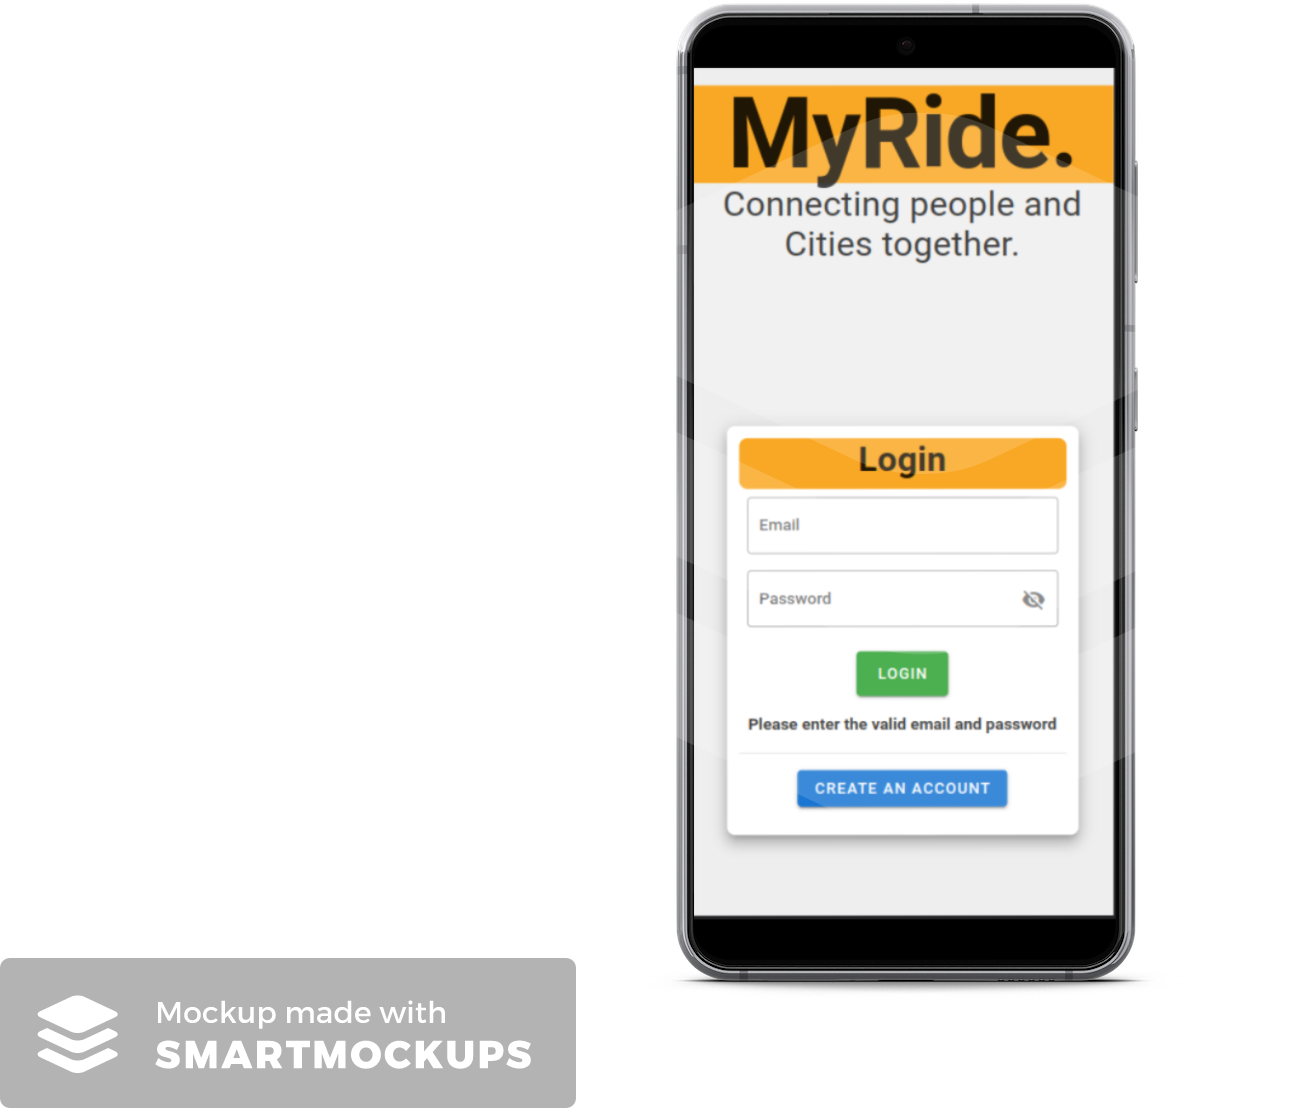 MyRide.
Connecting people and
Cities together.
Login
Email
Password
LOGIN
Please enter the valid email and password
CREATE AN ACCOUNT
Mockup made with
SMARTMOCKUPS